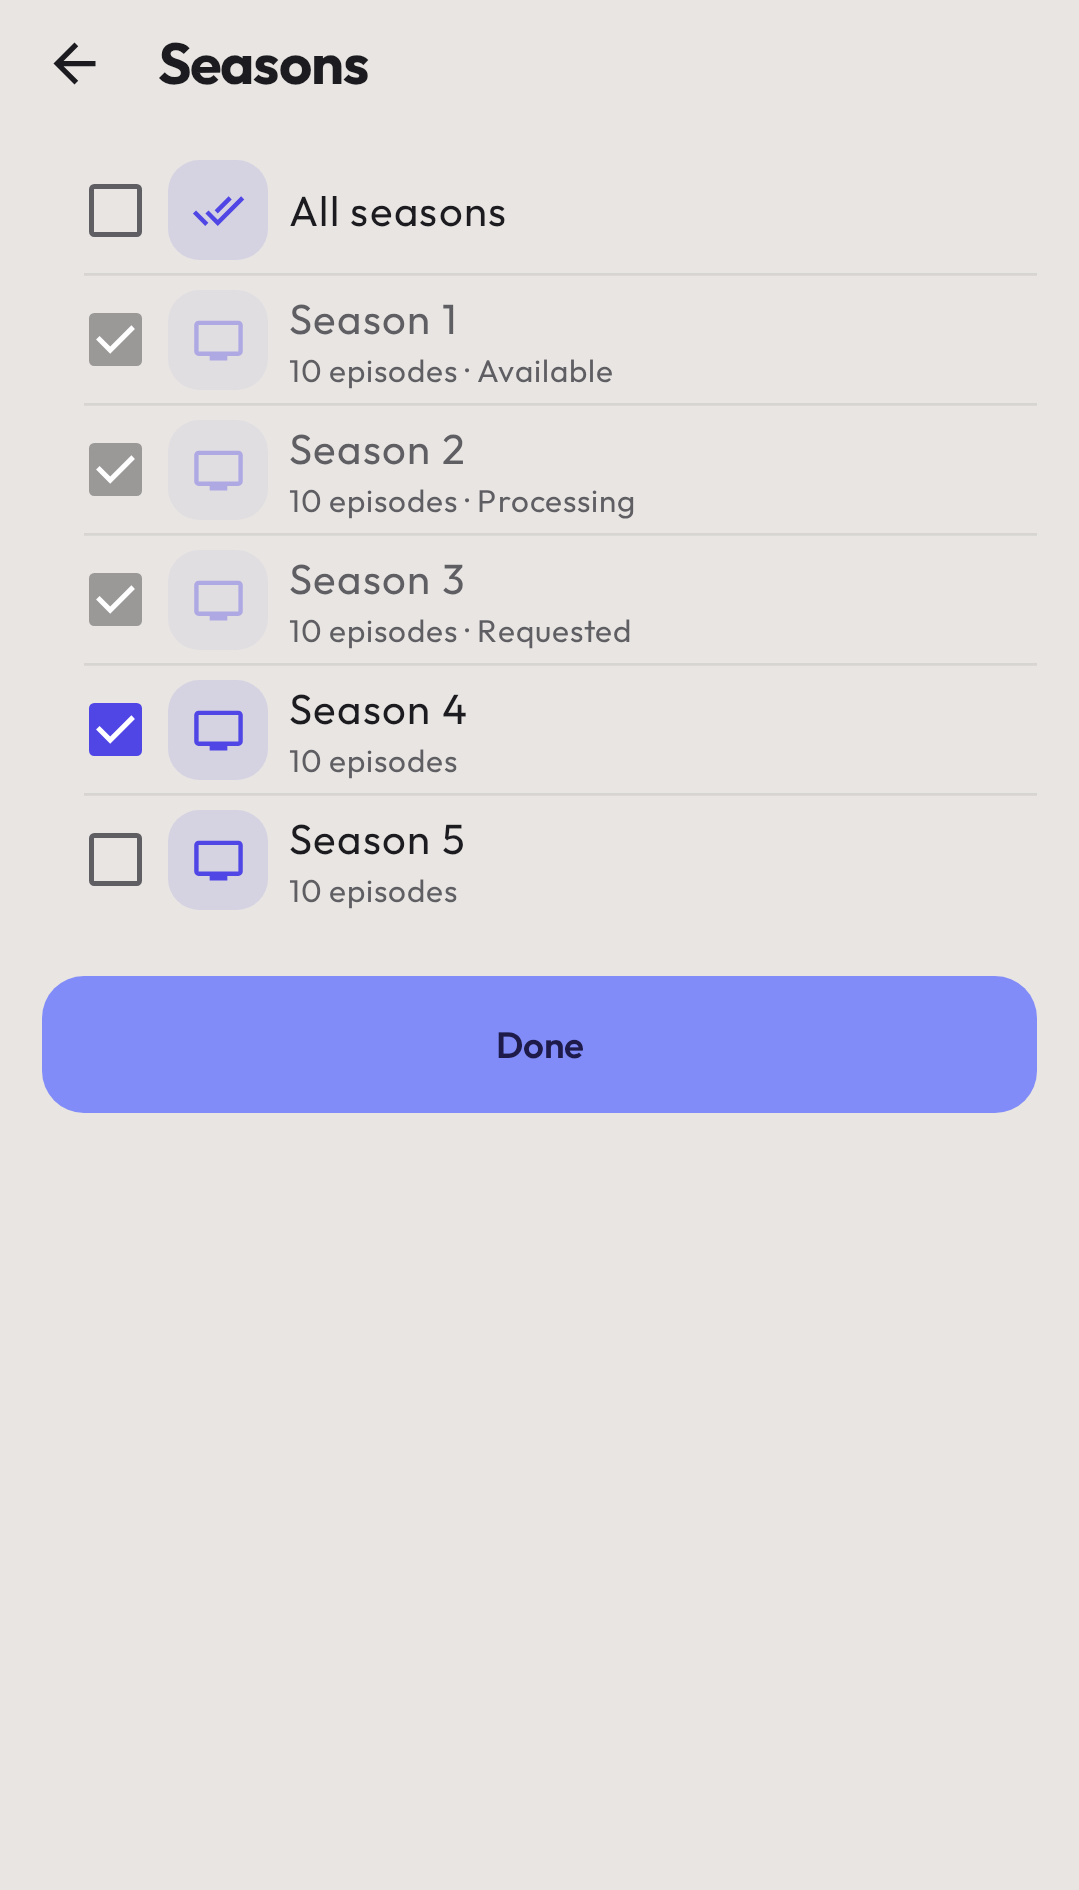 Seasons
All seasons
Season 1
10 episodes · Available
Season 2
10 episodes · Processing
Season 3
10 episodes · Requested
Season 4
10 episodes
Season 5
10 episodes
Done